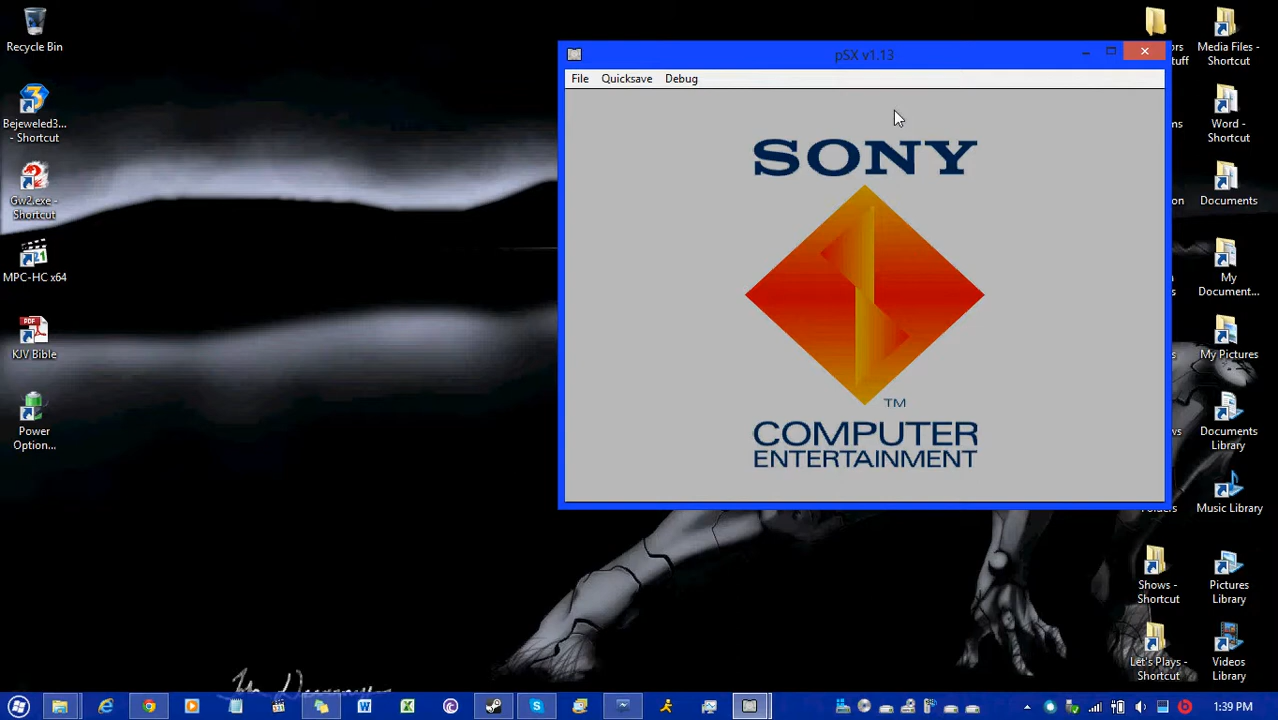 Recycle Bin
Bejeweled3...
- Shortcut
Gw2.exe -
Shortcut
MPC-HC x64
KJV Bible
Power
Option...
pSX v1.13
File Quicksave Debug
SONY
TM
COMPUTER
ENTERTAINMENT
Media Files -
Shortcut
Word -
Shortcut
Documents
My
Document...
My Pictures
Documents
Library
Music Library
Shows -
Shortcut
Pictures
Library
Let's Plays -
Shortcut
Videos
Library
1:39 PM